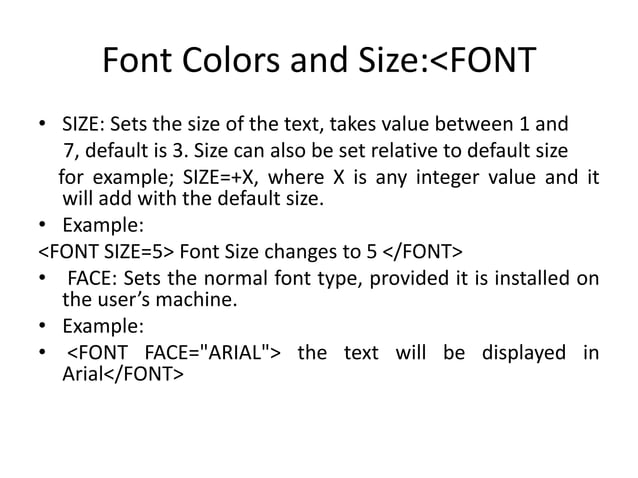 Font Colors and Size:<FONT
• SIZE: Sets the size of the text, takes value between 1 and
7, default is 3. Size can also be set relative to default size
for example; SIZE=+X, where X is any integer value and it
will add with the default size.
• Example:
<FONT SIZE=5> Font Size changes to 5 </FONT>
• FACE: Sets the normal font type, provided it is installed on
the user’s machine.
• Example:
• <FONT FACE="ARIAL"> the text will be displayed in
Arial</FONT>